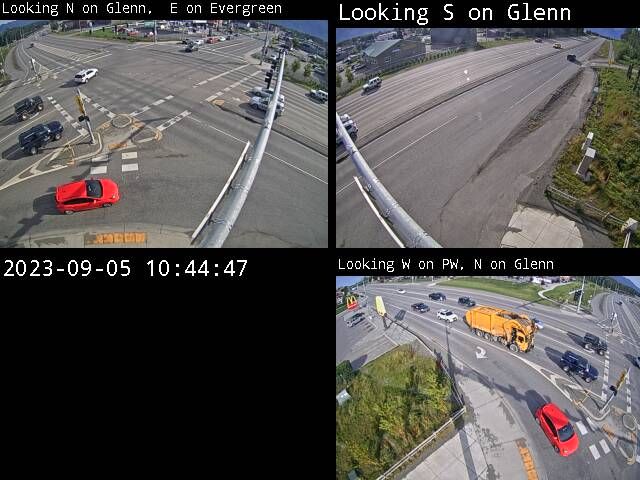 Looking N on Glenn, E on Evergreen
Looking S on Glenn
2023-09-05 10:44:47
Looking W on PW, N on Glenn